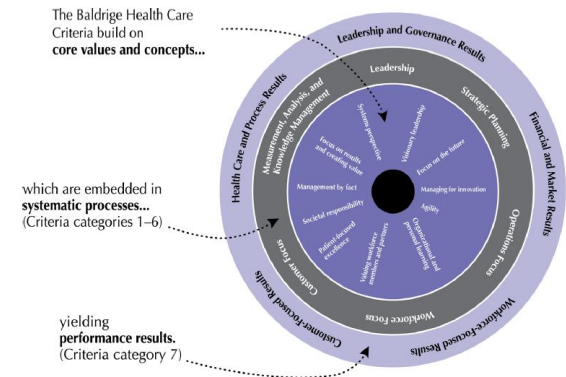 The Baldrige Health Care
Criteria build on
core values and concepts...
which are embedded in
systematic processes...
(Criteria categories 1–6)
yielding
performance results.
(Criteria category 7)
Leadership and Governance Results
Financial and Market Results
Workforce-Focused Results
Customer-Focused Results
Health Care and Process Results
Leadership
Strategic Planning
Operations Focus
Workforce Focus
Customer Focus
Measurement, Analysis, and
Knowledge Management
Systems perspective
Visionary leadership
Focus on the future
Managing for innovation
Agility
Organizational and
personal learning
Valuing workforce
members and partners
Patient-focused
excellence
Societal responsibility
Management by fact
Focus on results
and creating value